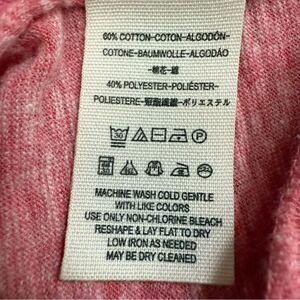 60% COTTON-COTON-ALGODÓN-
COTONE-BAUMWOLLE-ALGODÃO
-棉花-綿
40% POLYESTER-POLIÉSTER-
POLIESTERE-聚酯纖維-ポリエステル
MACHINE WASH COLD GENTLE
WITH LIKE COLORS
USE ONLY NON-CHLORINE BLEACH
RESHAPE & LAY FLAT TO DRY
LOW IRON AS NEEDED
MAY BE DRY CLEANED